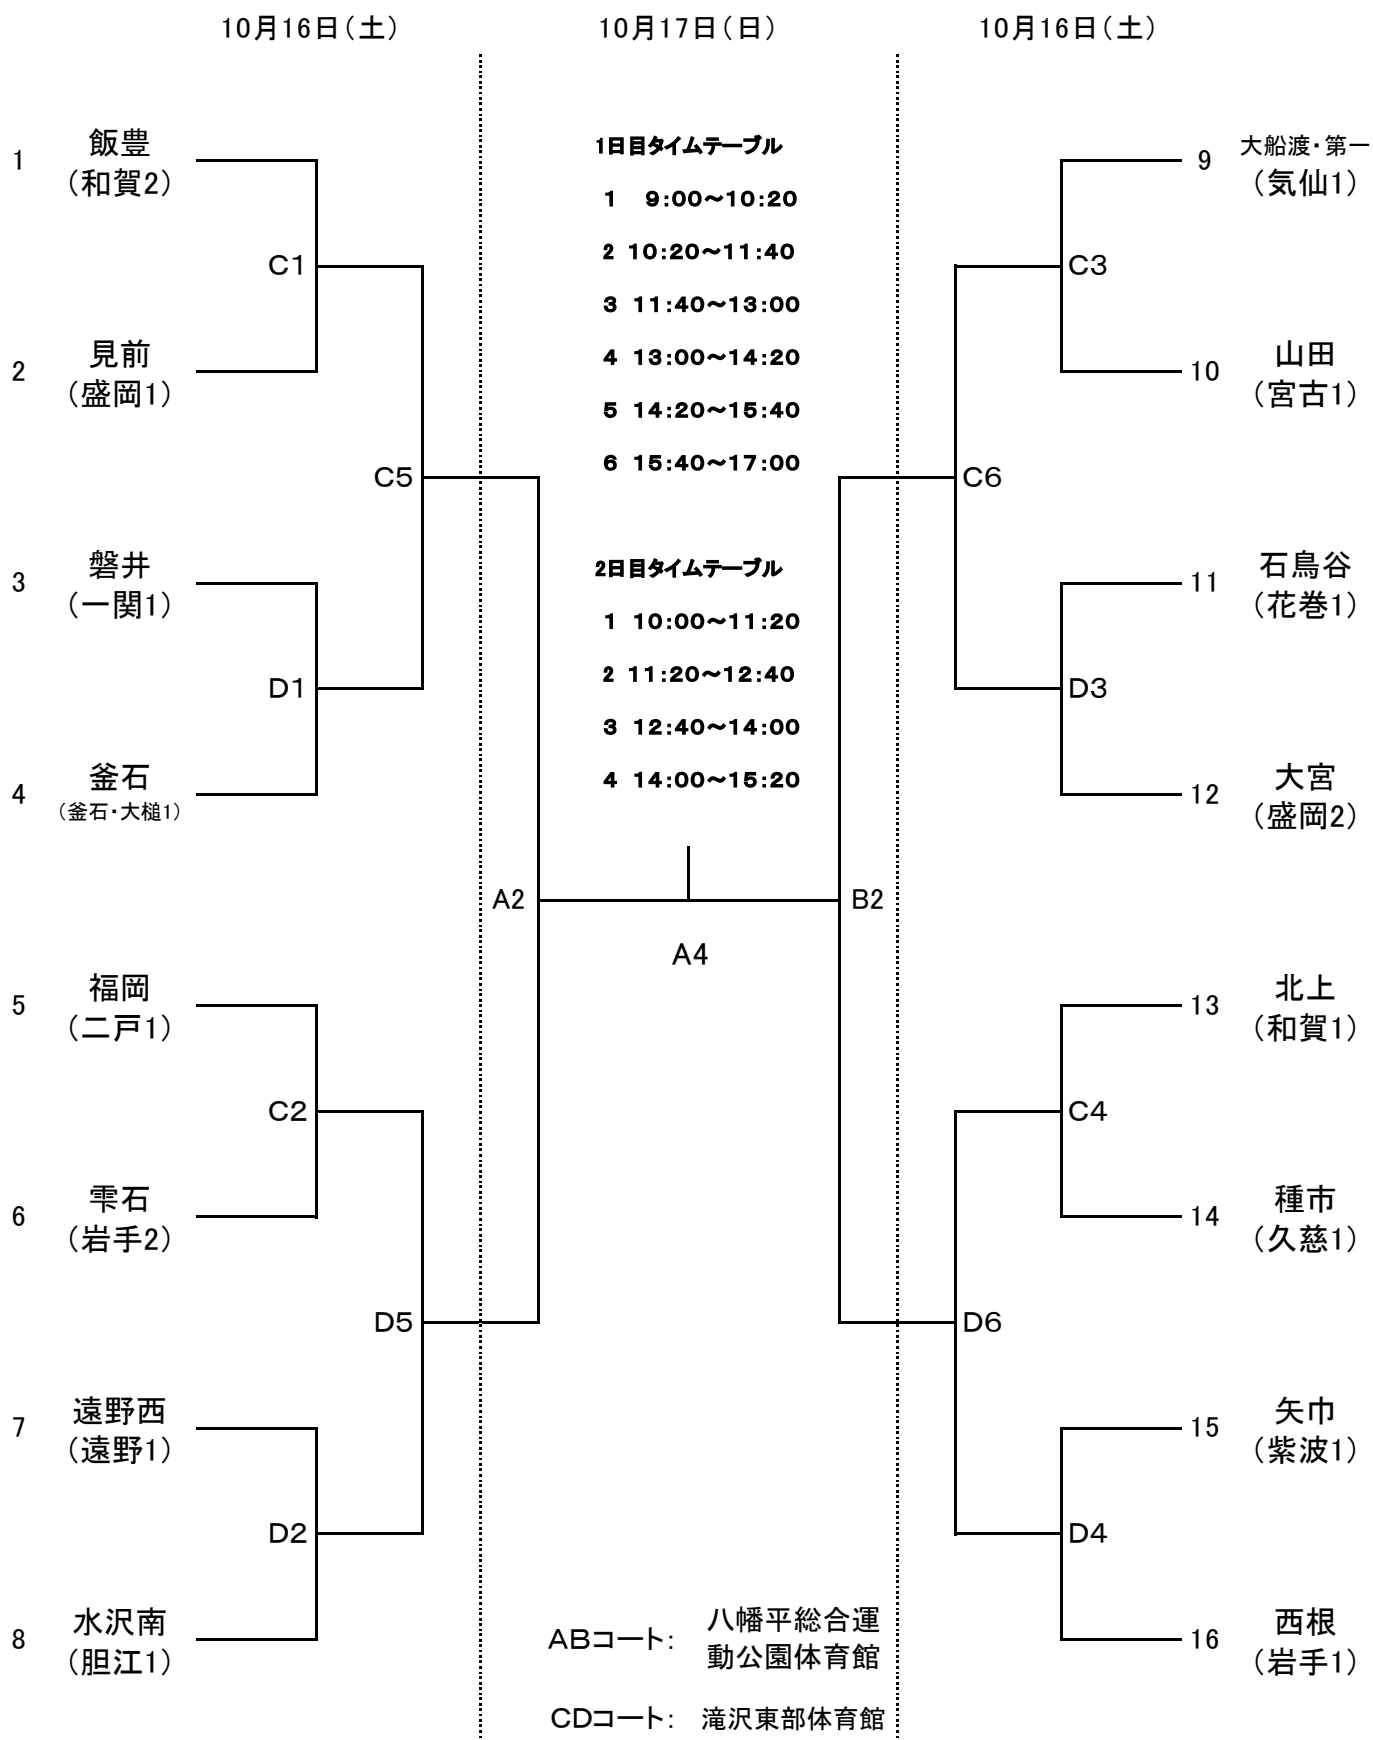 10月16日（土）
10月17日（日）
10月16日（土）
1
飯豊
（和賀2）
C1
2
見前
（盛岡1）
C5
3
磐井
（一関1）
D1
4
釜石
（釜石・大槌1）
A2
5
福岡
（二戸1）
C2
6
雫石
（岩手2）
D5
7
遠野西
（遠野1）
D2
8
水沢南
（胆江1）
1日目タイムテーブル
1 9:00～10:20
2 10:20～11:40
3 11:40～13:00
4 13:00～14:20
5 14:20～15:40
6 15:40～17:00
2日目タイムテーブル
1 10:00～11:20
2 11:20～12:40
3 12:40～14:00
4 14:00～15:20
A4
ABコート：
八幡平総合運
動公園体育館
CDコート： 滝沢東部体育館
9
大船渡・第一
（気仙1）
C3
10
山田
（宮古1）
C6
11
石鳥谷
（花巻1）
D3
12
大宮
（盛岡2）
B2
13
北上
（和賀1）
C4
14
種市
（久慈1）
D6
15
矢巾
（紫波1）
D4
16
西根
（岩手1）